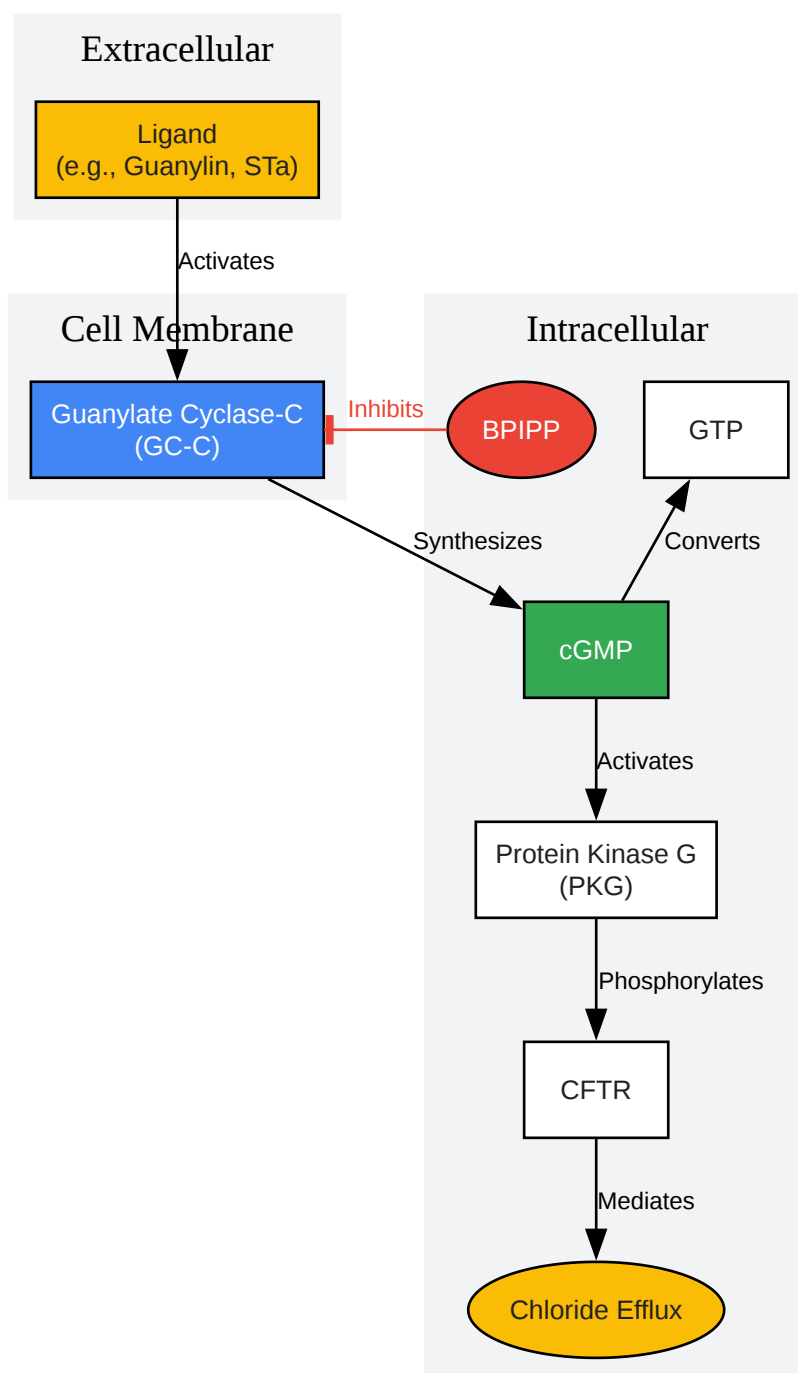 Extracellular
Ligand
(e.g., Guanylin, STa)
Activates
Cell Membrane
Intracellular
Guanylate Cyclase-C
(GC-C)
Inhibits
BPIPP
GTP
Synthesizes
Converts
cGMP
Activates
Protein Kinase G
(PKG)
Phosphorylates
CFTR
Mediates
Chloride Efflux